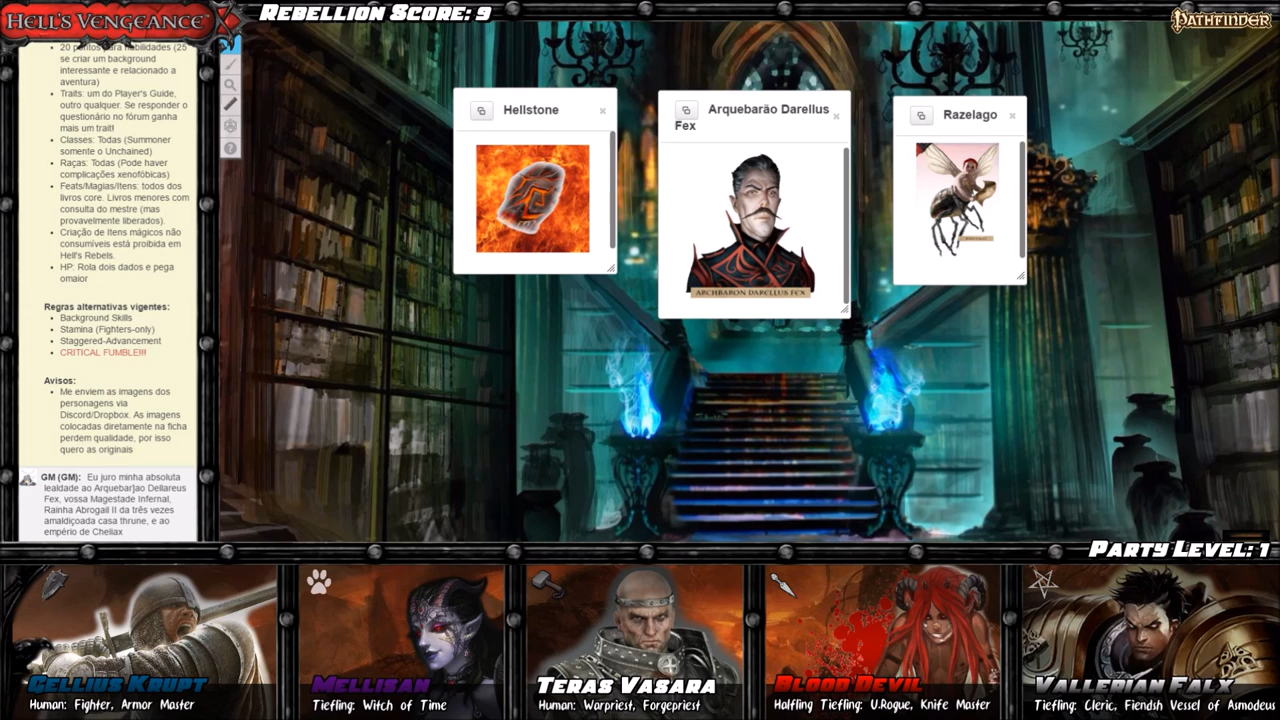 HELL'S VENGEANCE
REBELLION SCORE: 9
PATHFINDER
20 pontos para habilidades (25
se criar um background
interessante e relacionado a
aventura)
Traits: um do Player's Guide,
outro qualquer. Se responder o
questionário no fórum ganha
mais um trait!
Classes: Todas (Summoner
somente o Unchained)
Raças: Todas (Pode haver
complicações xenofóbicas)
Feats/Magias/Itens: todos dos
livros core. Livros menores com
consulta do mestre (mas
provavelmente liberados).
Criação de Itens mágicos não
consumíveis está proibida em
Hell's Rebels.
HP: Rola dois dados e pega
omaior
Regras alternativas vigentes:
Background Skills
Stamina (Fighters-only)
Staggered-Advancement
CRITICAL FUMBLE!!!
Avisos:
Me enviem as imagens dos
personagens via
Discord/Dropbox. As imagens
colocadas diretamente na ficha
perdem qualidade, por isso
quero as originais
GM (GM): Eu juro minha absoluta
lealdade ao Arquebar]ao Dellareus
Fex, vossa Magestade Infernal,
Rainha Abrogail II da três vezes
amaldiçoada casa thrune, e ao
empério de Cheliax
Hellstone
Arquebarão Darellus
Fex
ARCHBARON DARELLUS FEX
Razelago
PARTY LEVEL: 1
GELLIUS KRUPT
Human: Fighter, Armor Master
MELLISAN
Tiefling: Witch of Time
TERAS VASARA
Human: Warpriest, Forgepriest
BLOOD DEVIL
Halfling Tiefling: U.Rogue, Knife Master
VALLERIAN FALX
Tiefling: Cleric, Fiendsh Vessel of Asmodeus